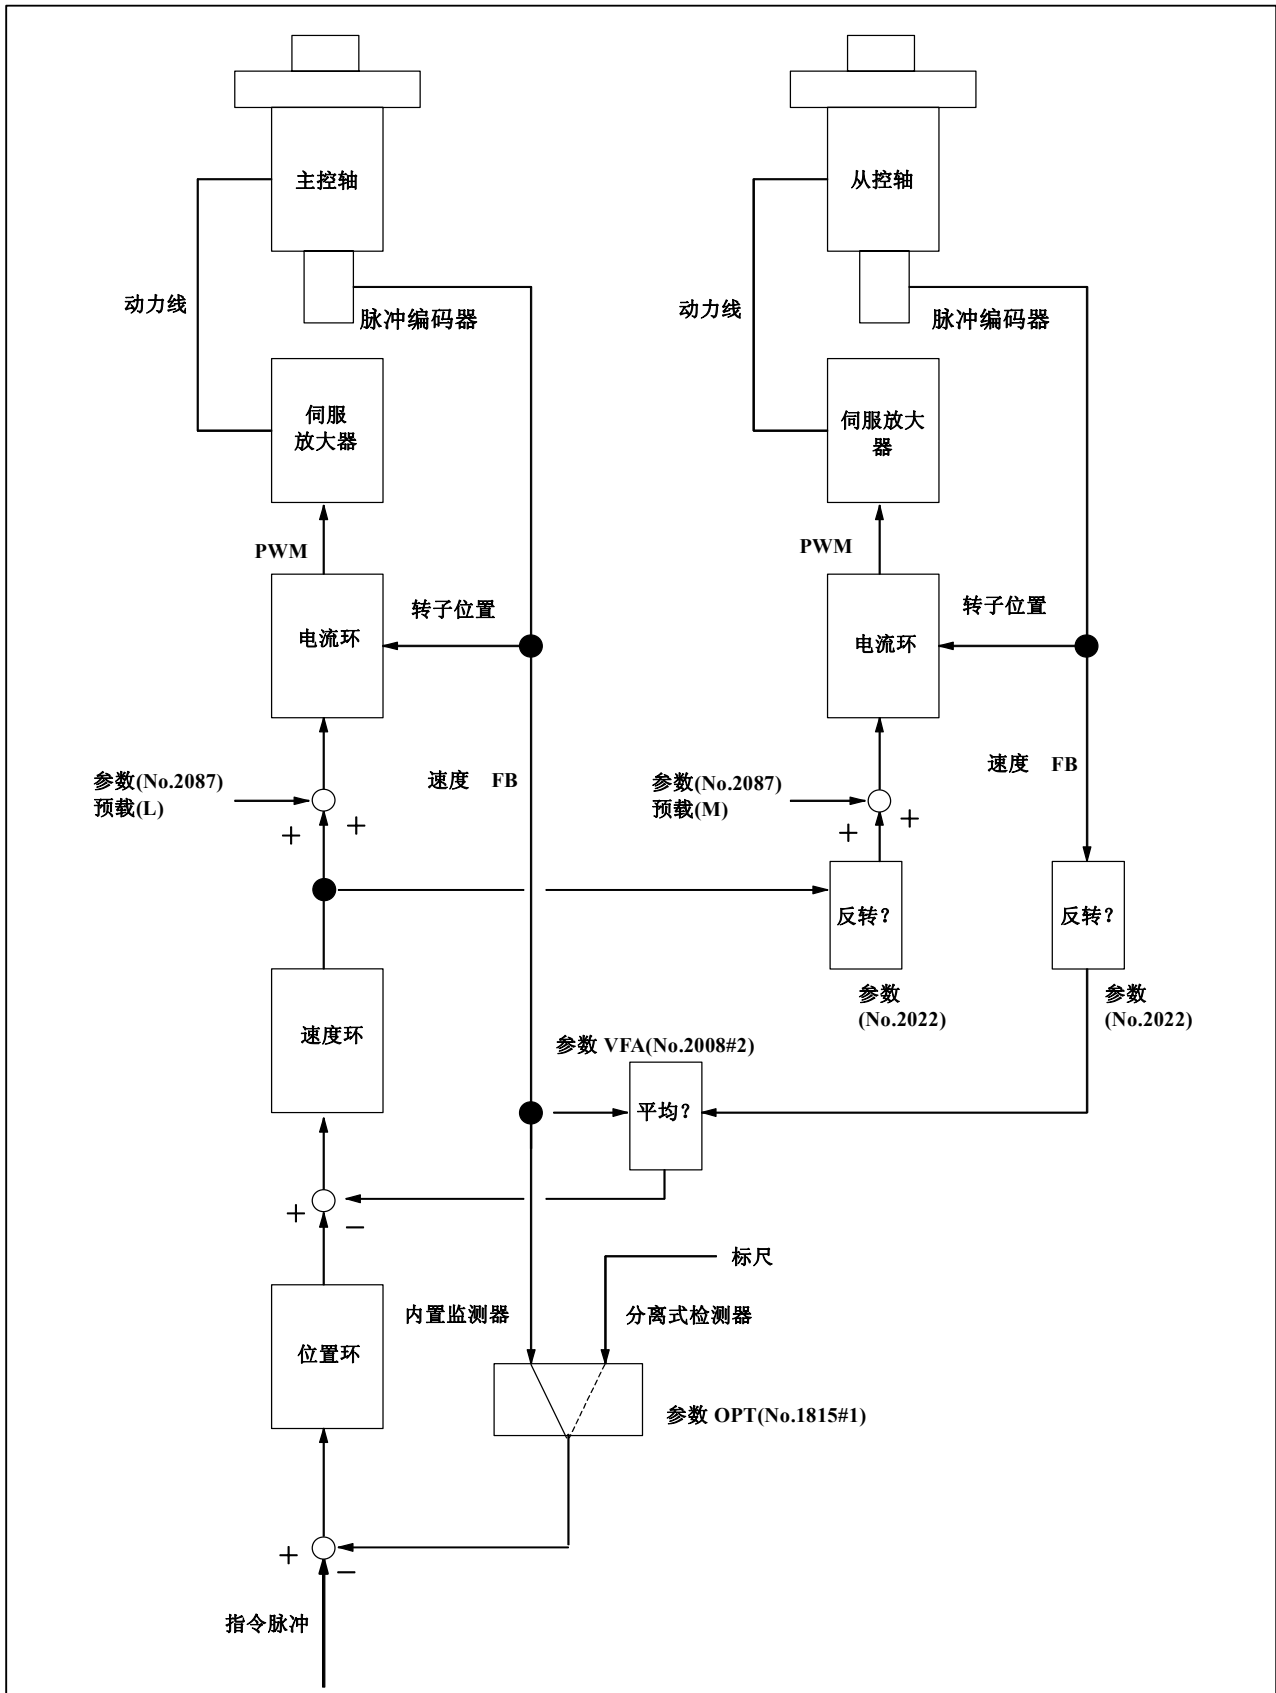 主控轴
从控轴
动力线
脉冲编码器
动力线
脉冲编码器
伺服
放大器
伺服放大
器
PWM
PWM
转子位置
转子位置
电流环
电流环
参数(No.2087)
预载(L)
速度 FB
参数(No.2087)
预载(M)
速度 FB
+
+
+
+
反转？
反转？
参数
(No.2022)
参数
(No.2022)
速度环
参数 VFA(No.2008#2)
平均？
+
−
标尺
内置监测器
分离式检测器
位置环
参数 OPT(No.1815#1)
+
−
指令脉冲